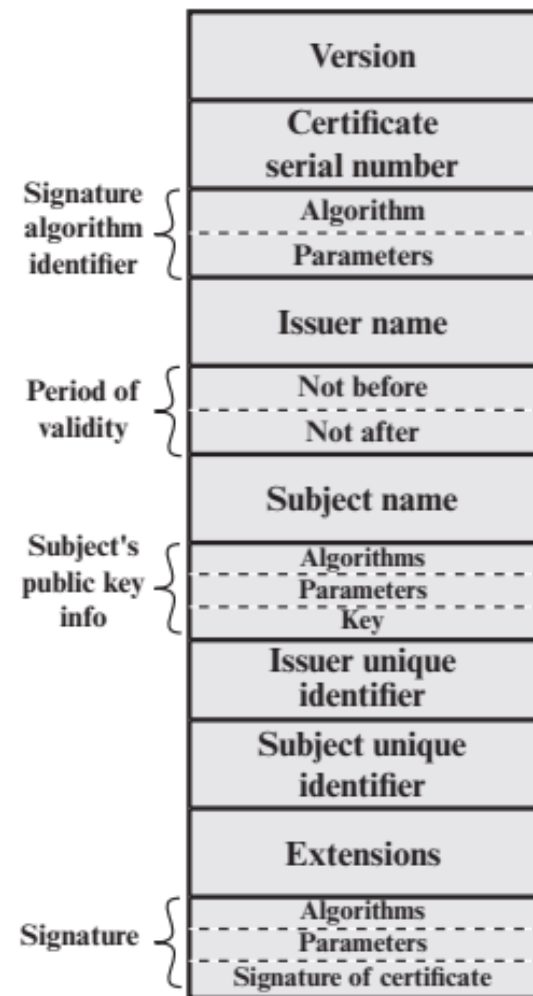 Version
Certificate
serial number
Signature
algorithm
identifier
Algorithm
Parameters
Issuer name
Period of
validity
Not before
Not after
Subject name
Subject's
public key
info
Algorithms
Parameters
Key
Issuer unique
identifier
Subject unique
identifier
Extensions
Signature
Algorithms
Parameters
Signature of certificate